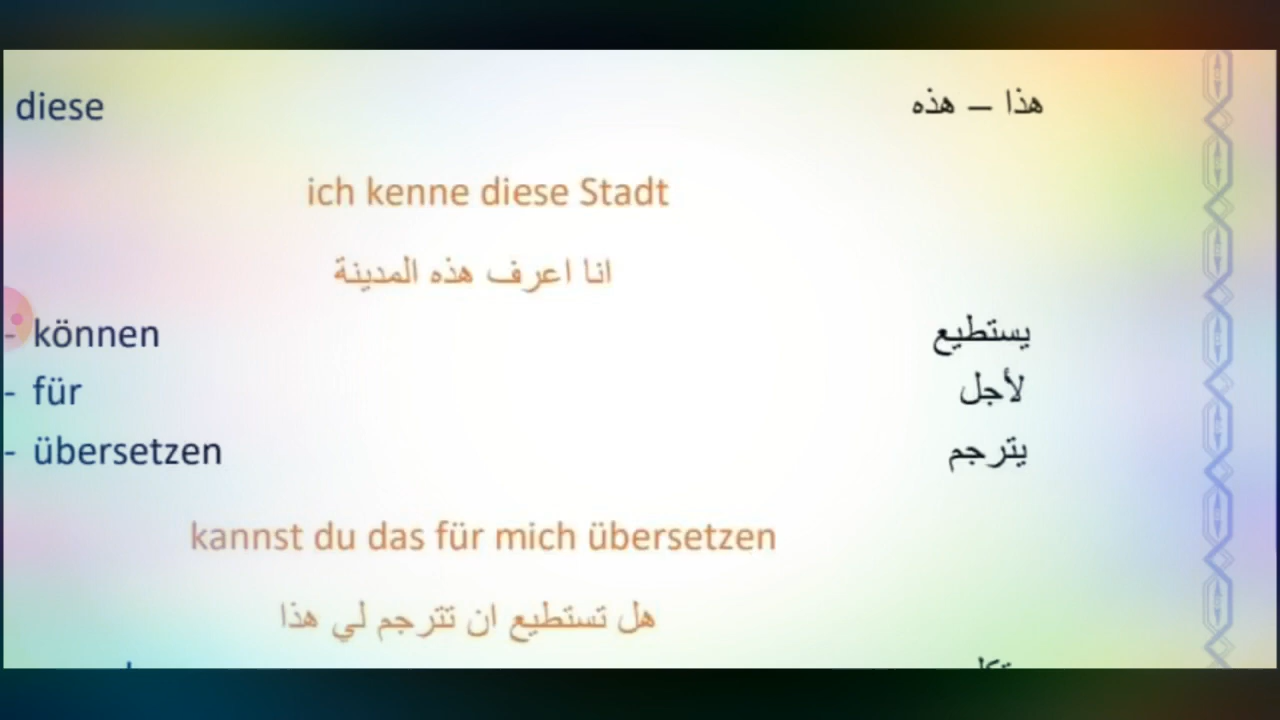 diese هذا – هذه
ich kenne diese Stadt
انا اعرف هذه المدينة
- können يستطيع
- für لأجل
- übersetzen يترجم
kannst du das für mich übersetzen
هل تستطيع ان تترجم لي هذا